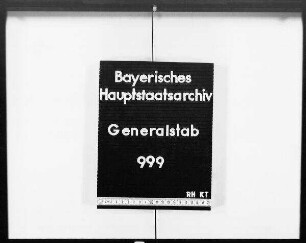 Bayerisches
Hauptstaatsarchiv
Generalstab
999
RH KT